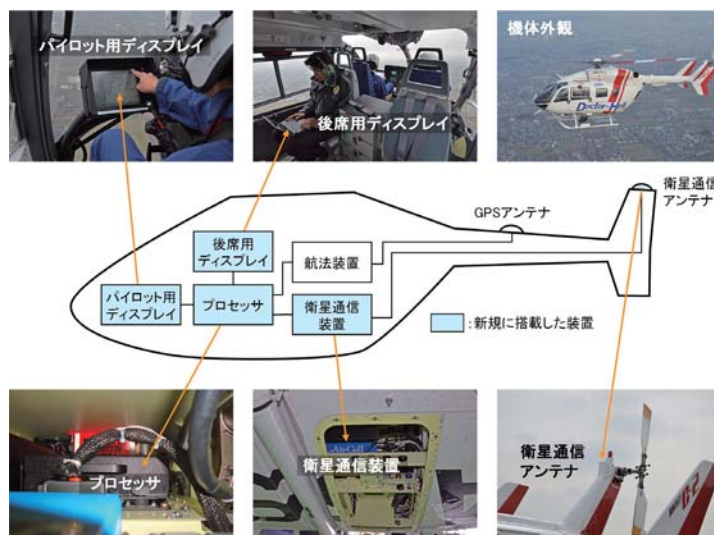 パイロット用ディスプレイ
後席用ディスプレイ
機体外観
Doctor-Heli
衛星通信
アンテナ
GPSアンテナ
後席用
ディスプレイ
航法装置
パイロット用
ディスプレイ
プロセッサ
衛星通信
装置
:新規に搭載した装置
プロセッサ
衛星通信装置
衛星通信
アンテナ